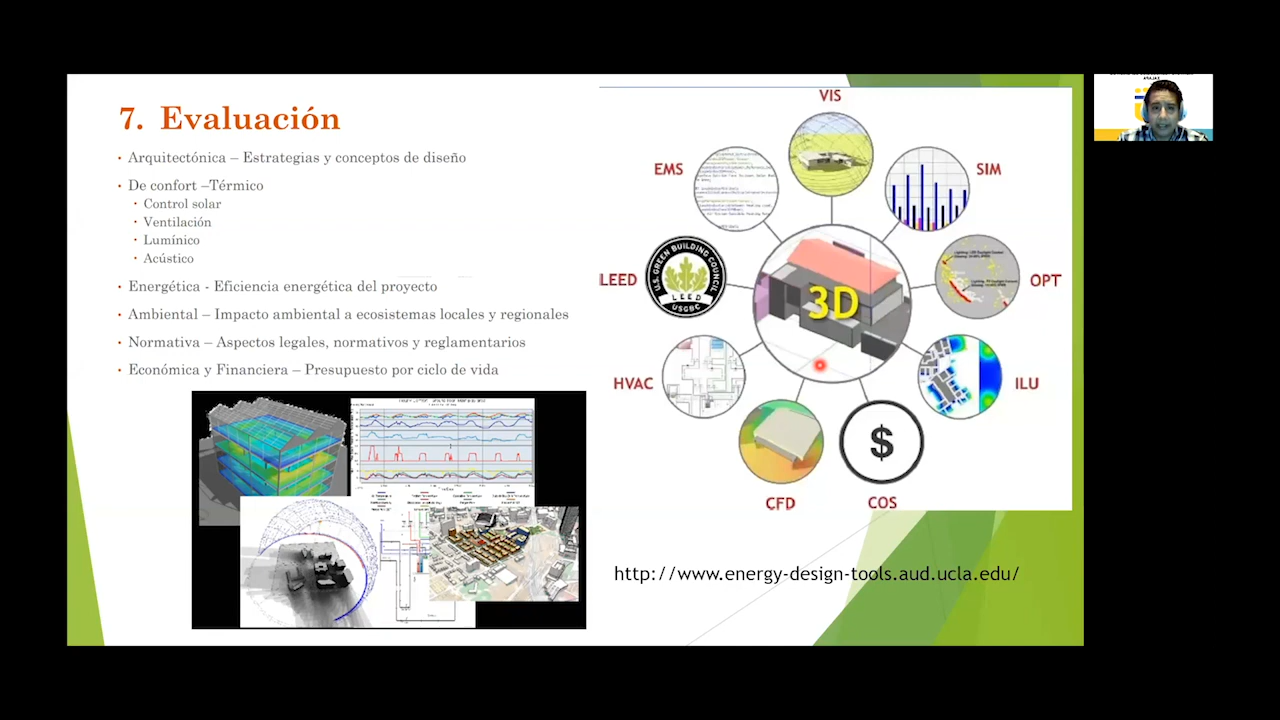 7. Evaluación
• Arquitectónica – Estrategias y conceptos de diseño
• De confort –Térmico
• Control solar
• Ventilación
• Lumínico
• Acústico
• Energética - Eficiencia energética del proyecto
• Ambiental – Impacto ambiental a ecosistemas locales y regionales
• Normativa – Aspectos legales, normativos y reglamentarios
• Económica y Financiera – Presupuesto por ciclo de vida
VIS
EMS
SIM
LEED
U.S. GREEN BUILDING COUNCIL
LEED
USGBC
3D
OPT
HVAC
ILU
$
CFD
COS
http://www.energy-design-tools.aud.ucla.edu/